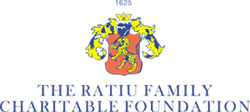 1625
THE RATIU FAMILY
CHARITABLE FOUNDATION